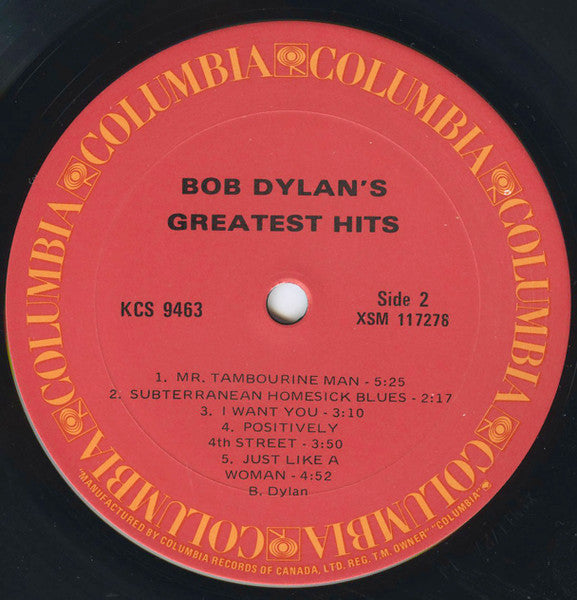 COLUMBIA COLUMBIA COLUMBIA COLUMBIA COLUMBIA COLUMBIA
BOB DYLAN'S
GREATEST HITS
KCS 9463
Side 2
XSM 117278
1. MR. TAMBOURINE MAN - 5:25
2. SUBTERRANEAN HOMESICK BLUES - 2:17
3. I WANT YOU - 3:10
4. POSITIVELY
4th STREET - 3:50
5. JUST LIKE A
WOMAN - 4:52
B. Dylan
"MANUFACTURED BY COLUMBIA RECORDS OF CANADA, LTD. REG. T.M. OWNER" "COLUMBIA"